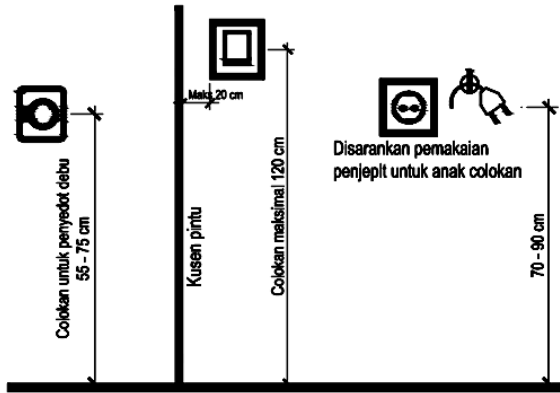 Colokan untuk penyedot debu
55 - 75 cm
Kusen pintu
Maks 20 cm
Colokan maksimal 120 cm
Disarankan pemakaian
penjepit untuk anak colokan
70 - 90 cm